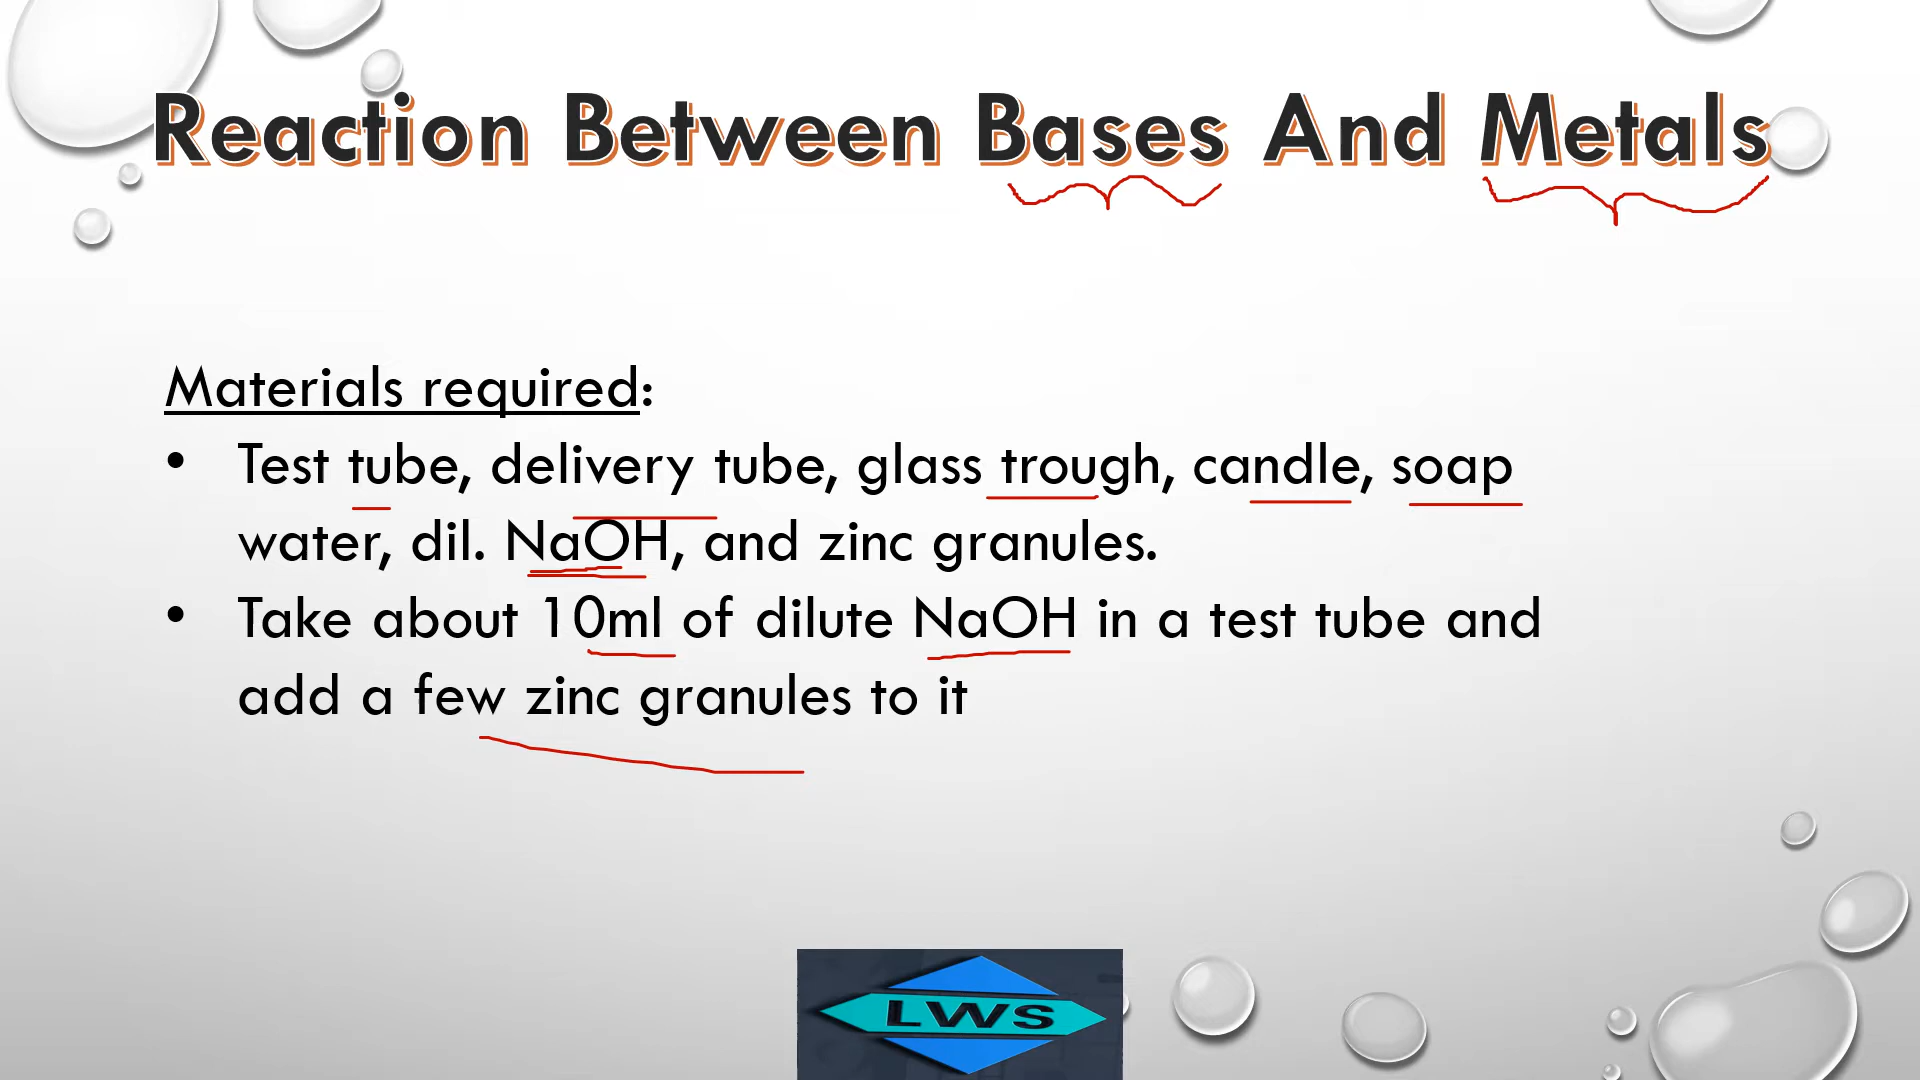 Reaction Between Bases And Metals
Materials required:
• Test tube, delivery tube, glass trough, candle, soap
water, dil. NaOH, and zinc granules.
• Take about 10ml of dilute NaOH in a test tube and
add a few zinc granules to it
LWS